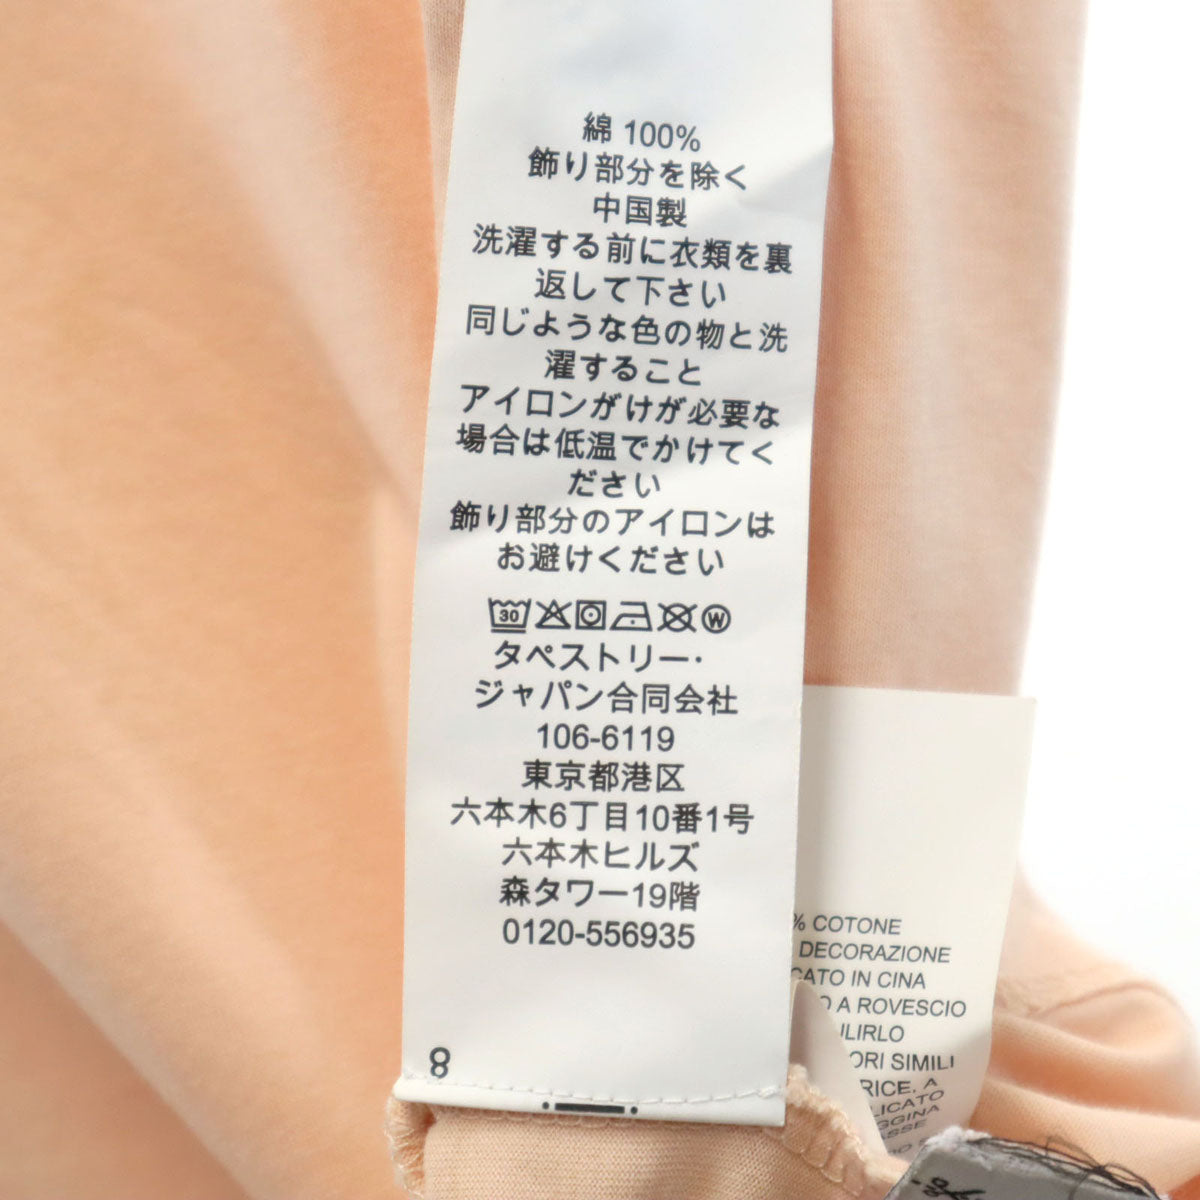 綿 100%
飾り部分を除く
中国製
洗濯する前に衣類を裏
返して下さい
同じような色の物と洗
濯すること
アイロンがけが必要な
場合は低温でかけてく
ださい
飾り部分のアイロンは
お避けください
30 W
タペストリー・
ジャパン合同会社
106-6119
東京都港区
六本木6丁目10番1号
六本木ヒルズ
森タワー19階
0120-556935
8
% COTONE
DECORAZIONE
CATO IN CINA
O A ROVESCIO
ILIRLO
ORI SIMILI
RICE. A
LICATO
GGINA
ASSE